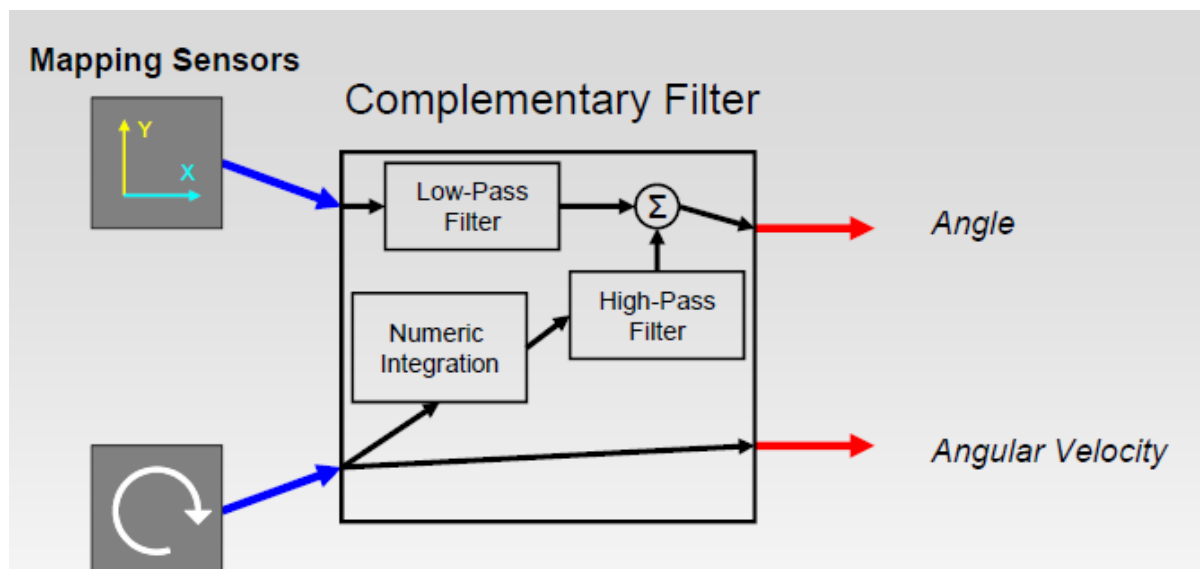 Mapping Sensors
Complementary Filter
Y
X
Low-Pass
Filter
Σ
Angle
High-Pass
Filter
Numeric
Integration
Angular Velocity